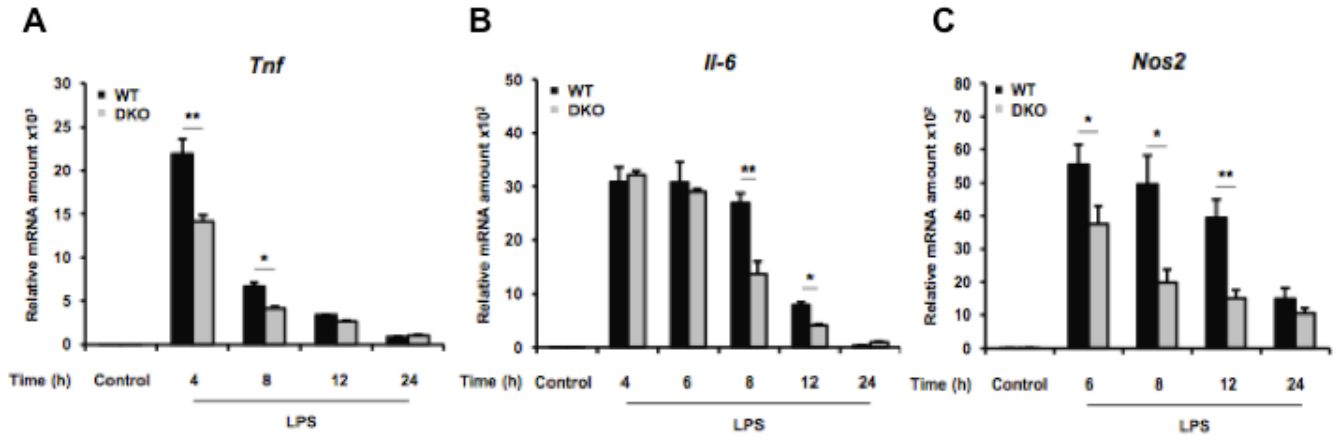 A
Tnf
Relative mRNA amount x10³
30
25
20
15
10
5
0
WT
DKO
**
*
Time (h) Control 4 8 12 24
LPS
B
Il-6
Relative mRNA amount x10²
50
40
30
20
10
0
WT
DKO
**
*
Time (h) Control 4 6 8 12 24
LPS
C
Nos2
Relative mRNA amount x10²
80
70
60
50
40
30
20
10
0
WT
DKO
*
*
**
Time (h) Control 6 8 12 24
LPS